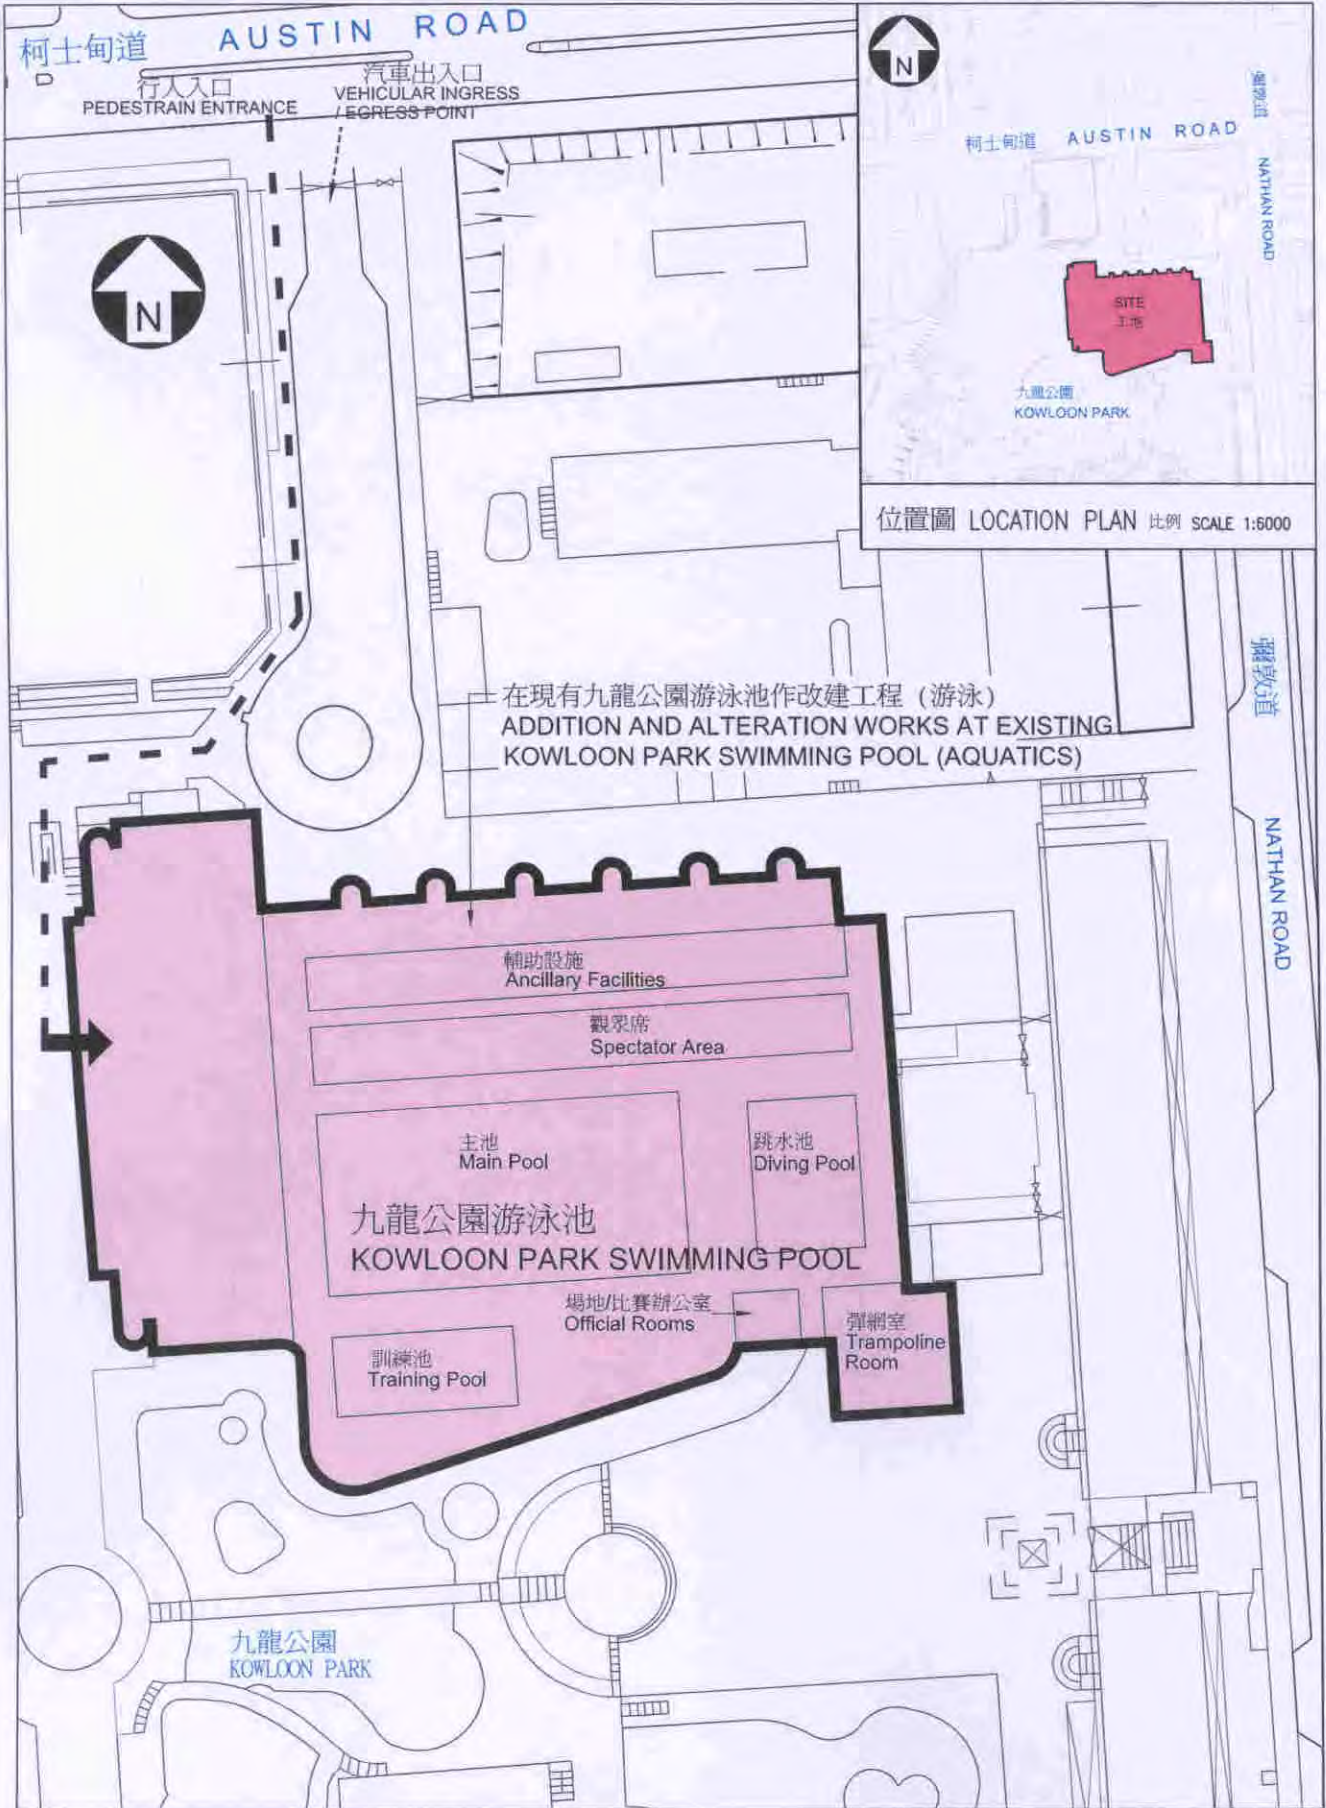 柯士甸道 AUSTIN ROAD
行人入口
PEDESTRAIN ENTRANCE
汽車出入口
VEHICULAR INGRESS
/ EGRESS POINT
N
N
柯士甸道 AUSTIN ROAD
彌敦道
NATHAN ROAD
SITE
工地
九龍公園
KOWLOON PARK
位置圖 LOCATION PLAN 比例 SCALE 1:6000
在現有九龍公園游泳池作改建工程 (游泳)
ADDITION AND ALTERATION WORKS AT EXISTING
KOWLOON PARK SWIMMING POOL (AQUATICS)
彌敦道
NATHAN ROAD
輔助設施
Ancillary Facilities
觀眾席
Spectator Area
主池
Main Pool
跳水池
Diving Pool
九龍公園游泳池
KOWLOON PARK SWIMMING POOL
場地/比賽辦公室
Official Rooms
彈網室
Trampoline
Room
訓練池
Training Pool
九龍公園
KOWLOON PARK